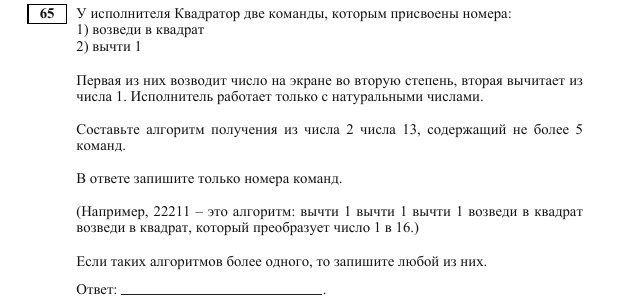 65
У исполнителя Квадратор две команды, которым присвоены номера:
1) возведи в квадрат
2) вычти 1
Первая из них возводит число на экране во вторую степень, вторая вычитает из
числа 1. Исполнитель работает только с натуральными числами.
Составьте алгоритм получения из числа 2 числа 13, содержащий не более 5
команд.
В ответе запишите только номера команд.
(Например, 22211 – это алгоритм: вычти 1 вычти 1 вычти 1 возведи в квадрат
возведи в квадрат, который преобразует число 1 в 16.)
Если таких алгоритмов более одного, то запишите любой из них.
Ответ: ______________________________.